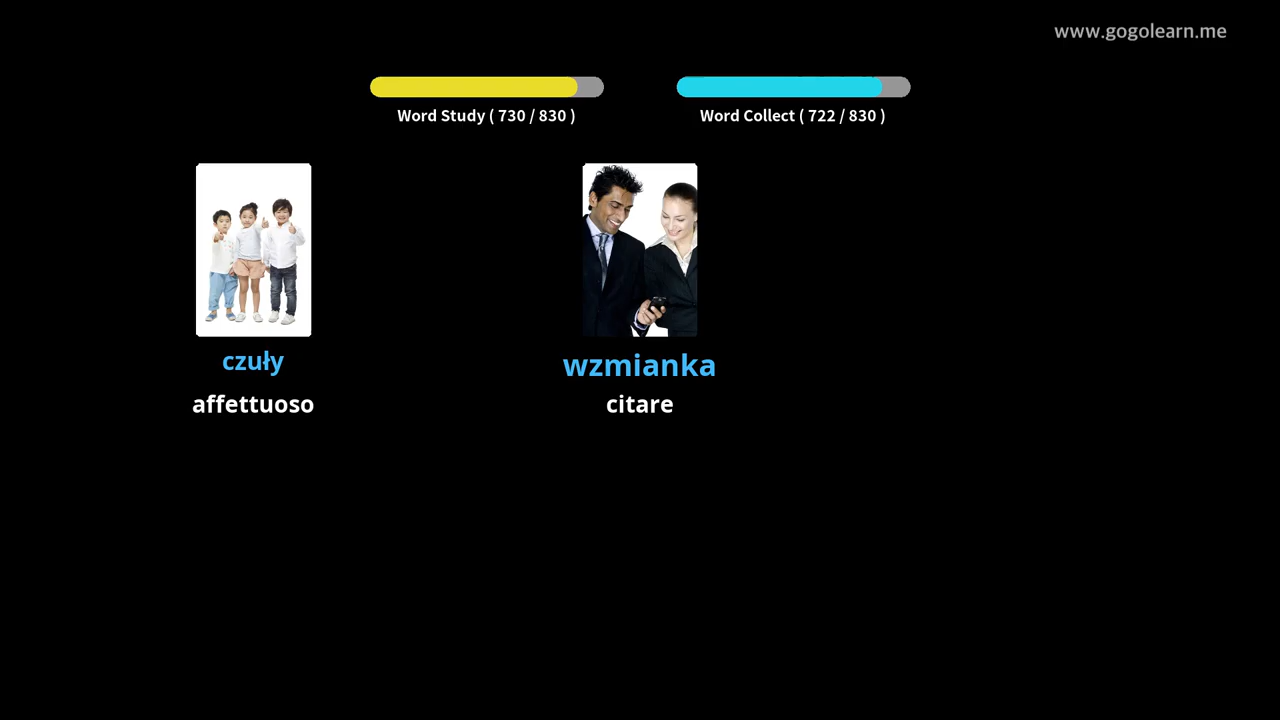 www.gogolearn.me
Word Study ( 730 / 830 )
Word Collect ( 722 / 830 )
czuły
affettuoso
wzmianka
citare